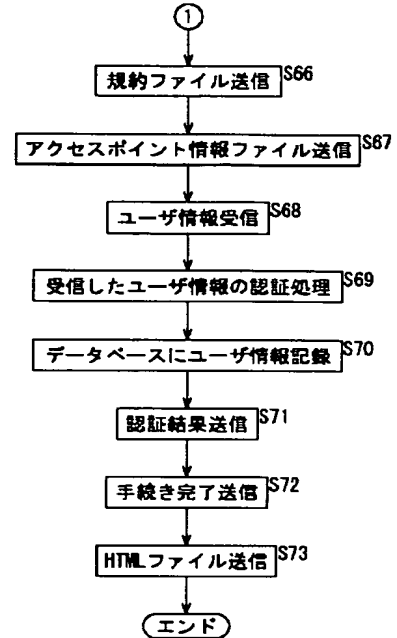 1
規約ファイル送信 S66
アクセスポイント情報ファイル送信 S67
ユーザ情報受信 S68
受信したユーザ情報の認証処理 S69
データベースにユーザ情報記録 S70
認証結果送信 S71
手続き完了送信 S72
HTMLファイル送信 S73
エンド